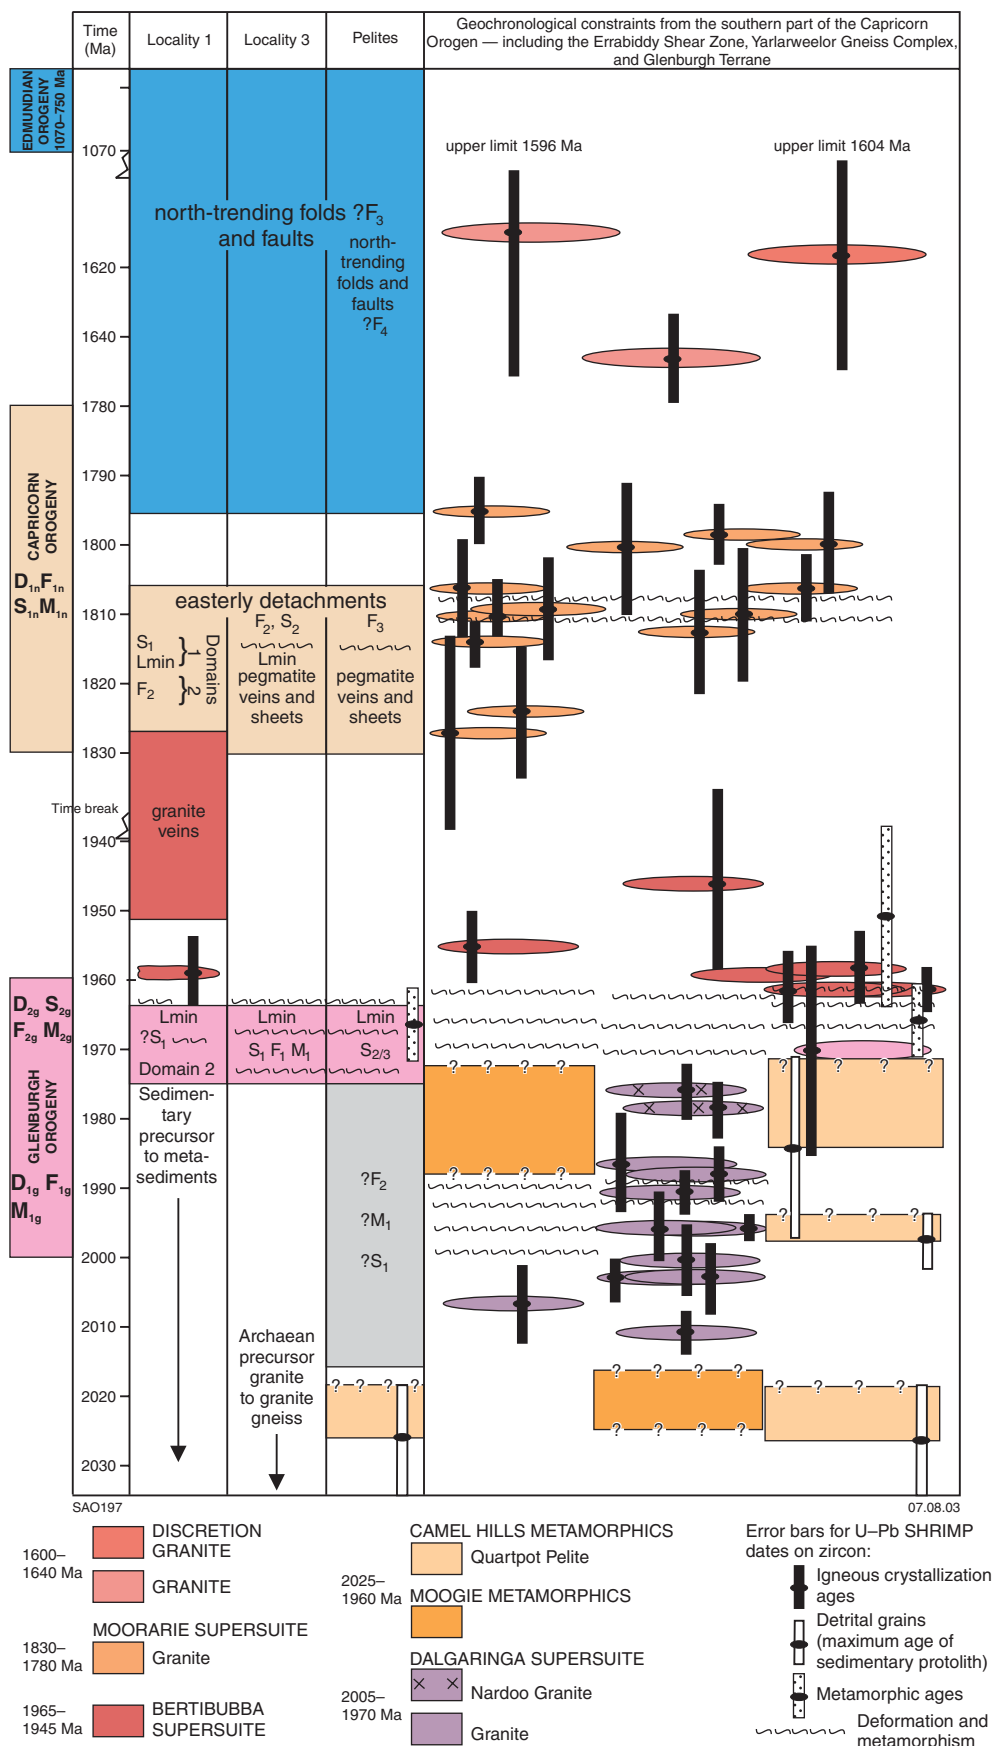 Time
(Ma)
Locality 1
Locality 3
Pelites
Geochronological constraints from the southern part of the Capricorn
Orogen — including the Errabiddy Shear Zone, Yarlarweelor Gneiss Complex,
and Glenburgh Terrane
EDMUNDIAN
OROGENY
1070–750 Ma
1070
1620
1640
1780
1790
1800
1810
1820
1830
Time break
1940
1950
1960
1970
1980
1990
2000
2010
2020
2030
CAPRICORN
OROGENY
D1nF1n
S1nM1n
D2g S2g
F2g M2g
GLENBURGH
OROGENY
D1g F1g
M1g
north-trending folds ?F3
and faults
north-
trending
folds and
faults
?F4
upper limit 1596 Ma
upper limit 1604 Ma
easterly detachments
S1
Lmin
} 1
F2
} 2
Domains
F2, S2
Lmin
pegmatite
veins and
sheets
F3
pegmatite
veins and
sheets
granite
veins
Lmin
?S1
Domain 2
Lmin
S1 F1 M1
Lmin
S2/3
Sedimen-
tary
precursor
to meta-
sediments
?F2
?M1
?S1
Archaean
precursor
granite
to granite
gneiss
? ? ? ?
? ? ? ?
? ? ? ?
? ? ? ?
? ? ? ?
? ? ? ?
? ? ? ?
? ? ? ?
? ? ? ?
SAO197
07.08.03
1600–
1640 Ma
DISCRETION
GRANITE
GRANITE
MOORARIE SUPERSUITE
1830–
1780 Ma
Granite
1965–
1945 Ma
BERTIBUBBA
SUPERSUITE
CAMEL HILLS METAMORPHICS
Quartpot Pelite
2025–
1960 Ma
MOOGIE METAMORPHICS
DALGARINGA SUPERSUITE
Nardoo Granite
2005–
1970 Ma
Granite
Error bars for U–Pb SHRIMP
dates on zircon:
Igneous crystallization
ages
Detrital grains
(maximum age of
sedimentary protolith)
Metamorphic ages
Deformation and
metamorphism